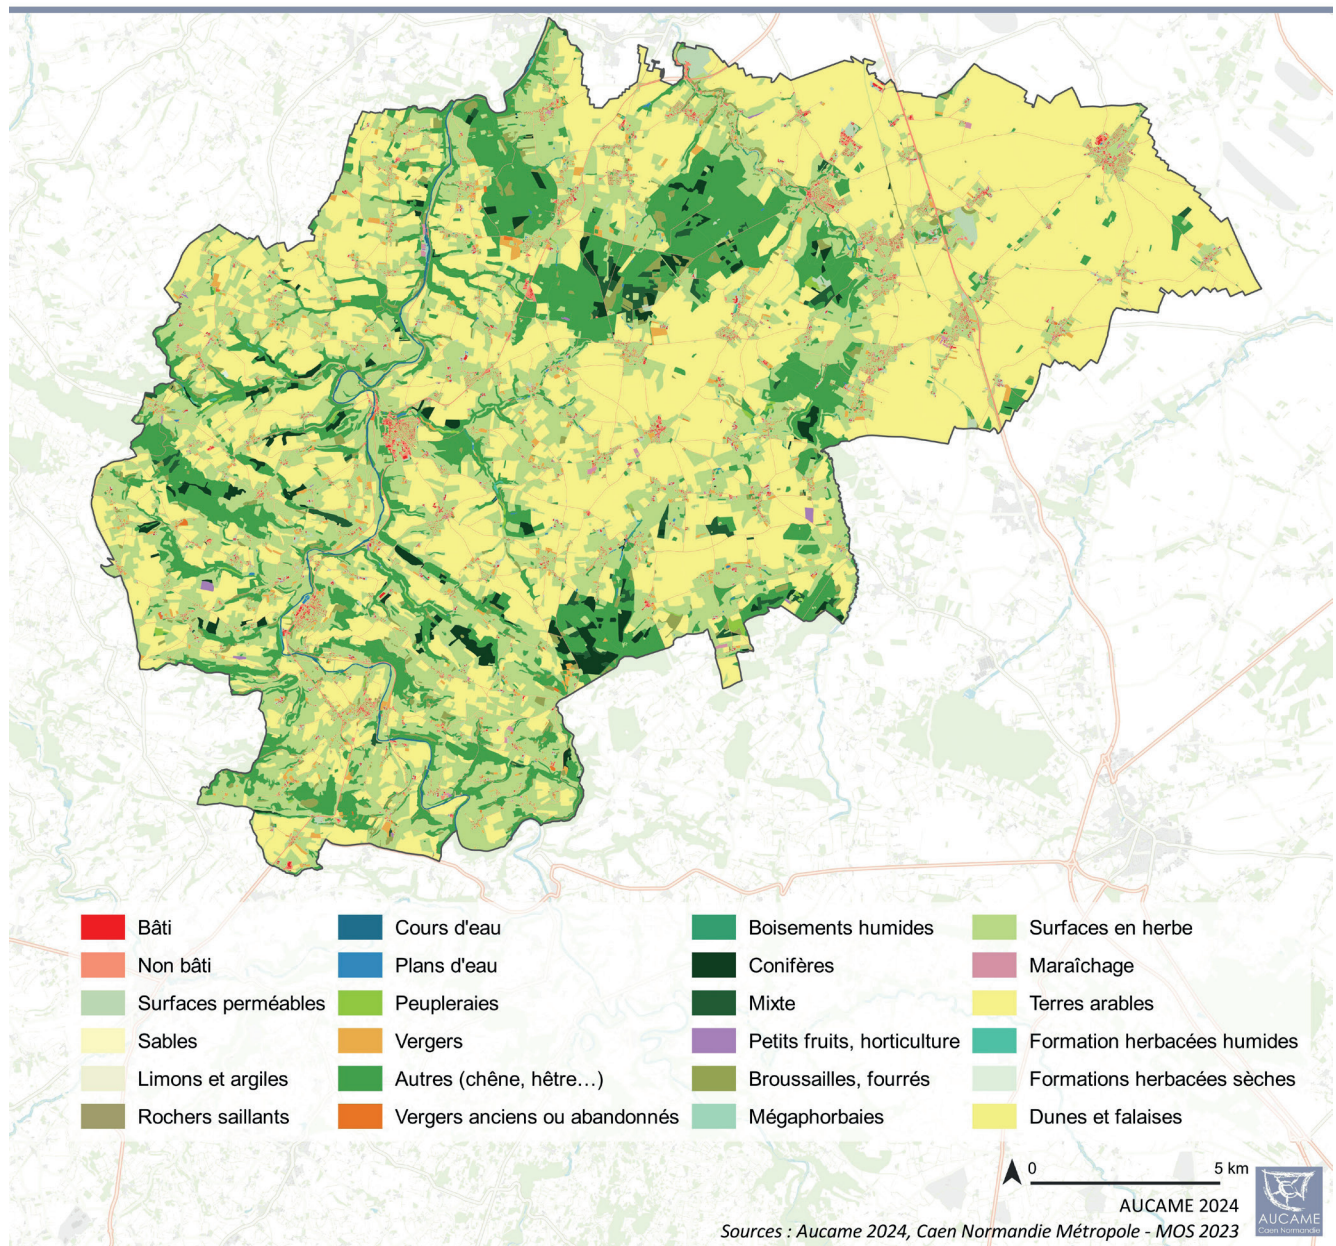 Bâti
Non bâti
Surfaces perméables
Sables
Limons et argiles
Rochers saillants
Cours d'eau
Plans d'eau
Peupleraies
Vergers
Autres (chêne, hêtre…)
Vergers anciens ou abandonnés
Boisements humides
Conifères
Mixte
Petits fruits, horticulture
Broussailles, fourrés
Mégaphorbaies
Surfaces en herbe
Maraîchage
Terres arables
Formation herbacées humides
Formations herbacées sèches
Dunes et falaises
0 5 km
AUCAME 2024
Sources : Aucame 2024, Caen Normandie Métropole - MOS 2023
AUCAME
Caen Normandie